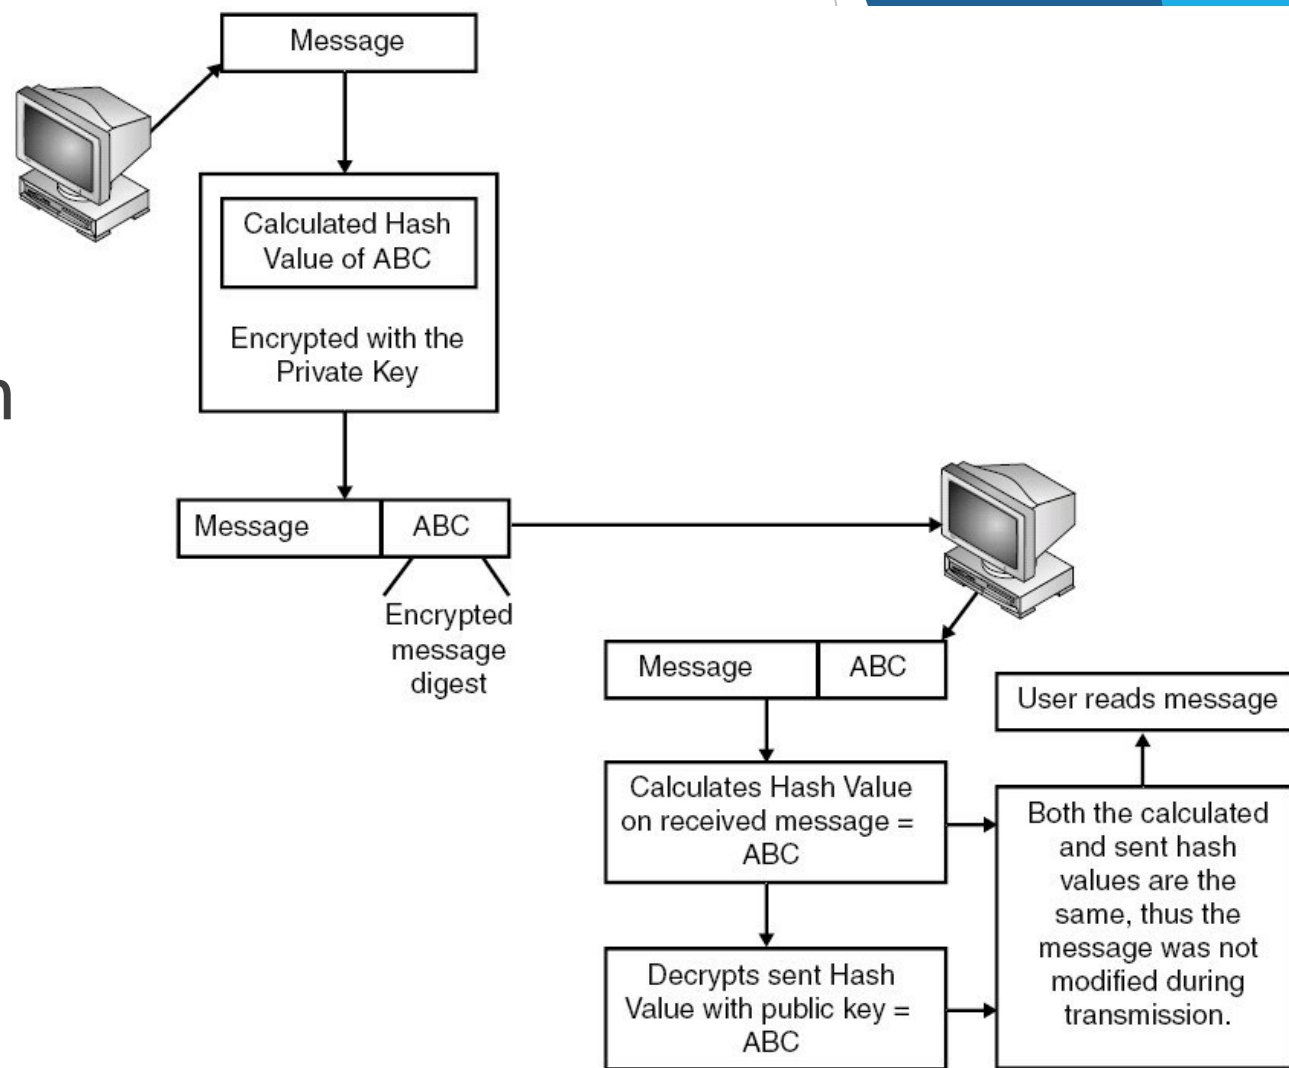 Message
Calculated Hash
Value of ABC
Encrypted with the
Private Key
Message
ABC
Encrypted
message
digest
Message
ABC
User reads message
Calculates Hash Value
on received message =
ABC
Both the calculated
and sent hash
values are the
same, thus the
message was not
modified during
transmission.
Decrypts sent Hash
Value with public key =
ABC